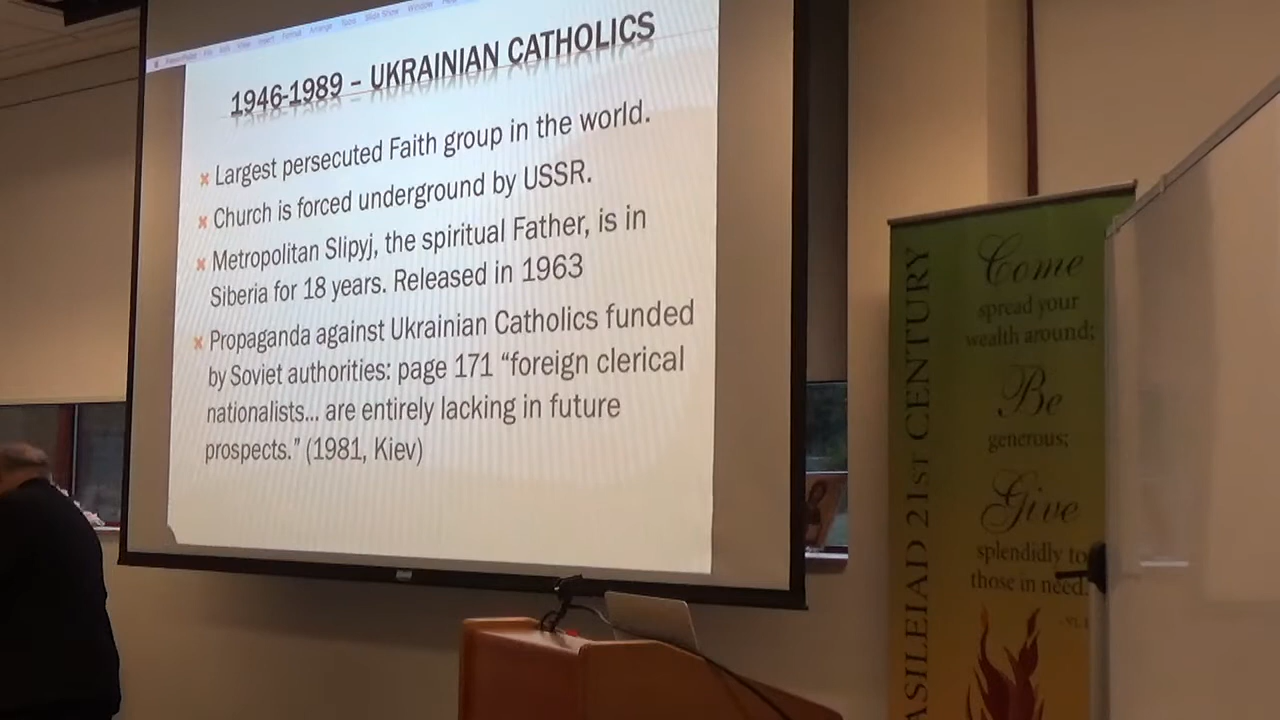 1946-1989 – UKRAINIAN CATHOLICS
Largest persecuted Faith group in the world.
Church is forced underground by USSR.
Metropolitan Slipyj, the spiritual Father, is in
Siberia for 18 years. Released in 1963
Propaganda against Ukrainian Catholics funded
by Soviet authorities: page 171 “foreign clerical
nationalists... are entirely lacking in future
prospects.” (1981, Kiev)
ASILEIAD 21ST CENTURY
Come
spread your
wealth around;
Be
generous;
Give
splendidly to
those in need.